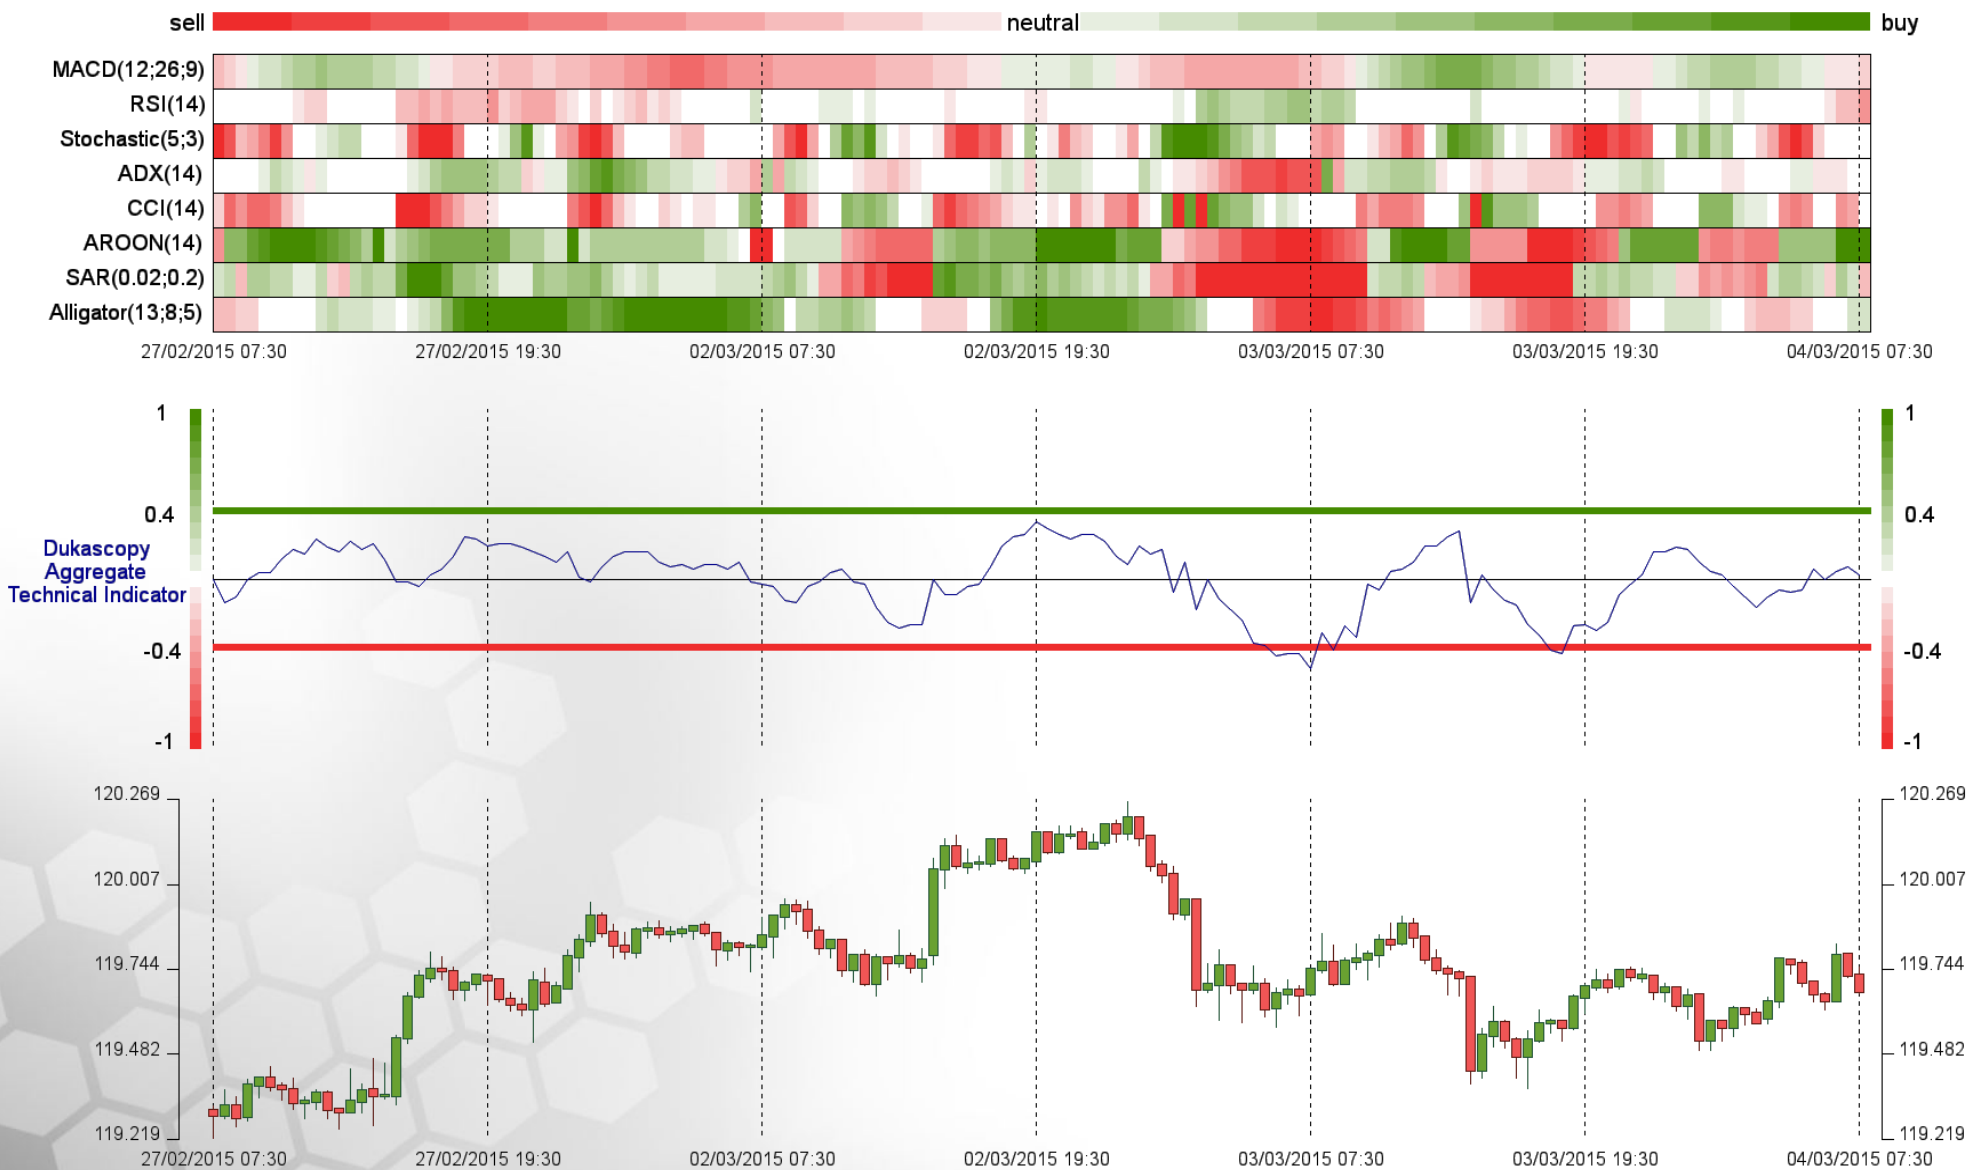 sell neutral buy
MACD(12;26;9)
RSI(14)
Stochastic(5;3)
ADX(14)
CCI(14)
AROON(14)
SAR(0.02;0.2)
Alligator(13;8;5)
27/02/2015 07:30 27/02/2015 19:30 02/03/2015 07:30 02/03/2015 19:30 03/03/2015 07:30 03/03/2015 19:30 04/03/2015 07:30
1 1
0.4 0.4
Dukascopy
Aggregate
Technical Indicator
-0.4 -0.4
-1 -1
120.269 120.269
120.007 120.007
119.744 119.744
119.482 119.482
119.219 119.219
27/02/2015 07:30 27/02/2015 19:30 02/03/2015 07:30 02/03/2015 19:30 03/03/2015 07:30 03/03/2015 19:30 04/03/2015 07:30